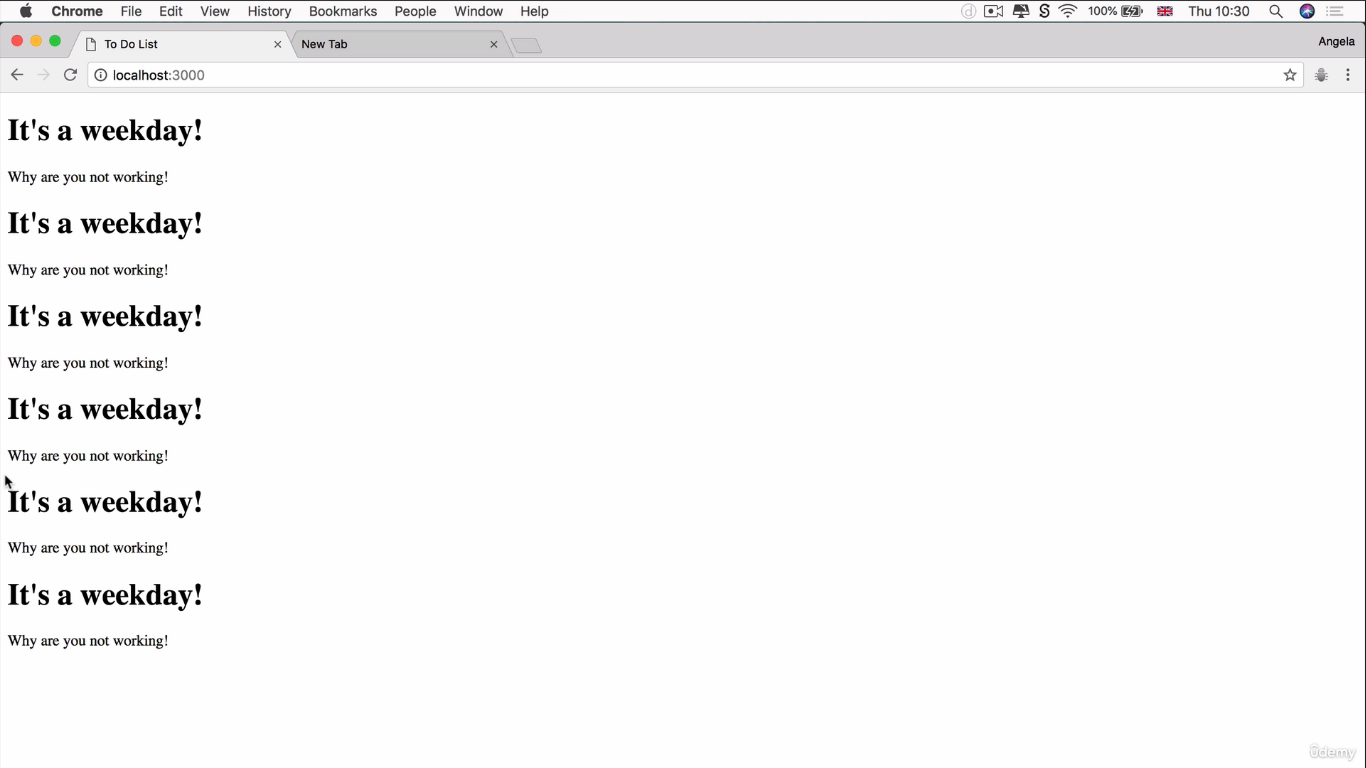 Chrome File Edit View History Bookmarks People Window Help 100% Thu 10:30
To Do List New Tab Angela
localhost:3000
It's a weekday!
Why are you not working!
It's a weekday!
Why are you not working!
It's a weekday!
Why are you not working!
It's a weekday!
Why are you not working!
It's a weekday!
Why are you not working!
It's a weekday!
Why are you not working!
ûdemy